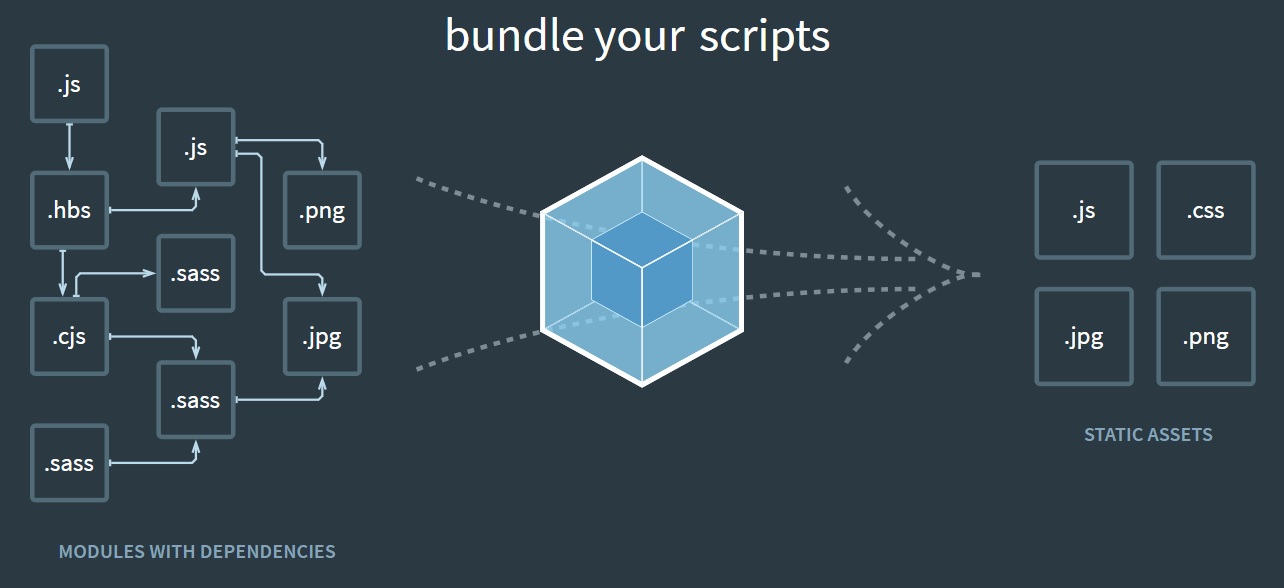 bundle your scripts
.js
.js
.hbs
.png
.sass
.cjs
.jpg
.sass
.sass
MODULES WITH DEPENDENCIES
.js
.css
.jpg
.png
STATIC ASSETS